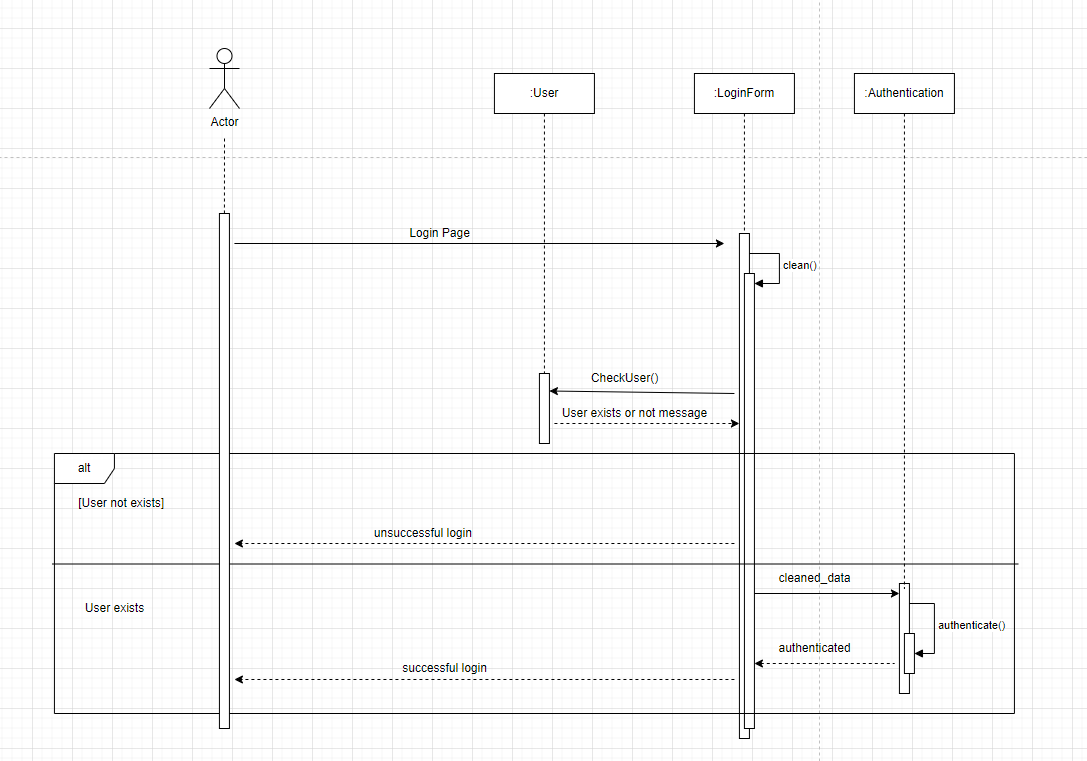 :User
:LoginForm
:Authentication
Actor
Login Page
clean()
CheckUser()
User exists or not message
alt
[User not exists]
unsuccessful login
cleaned_data
User exists
authenticate()
authenticated
successful login